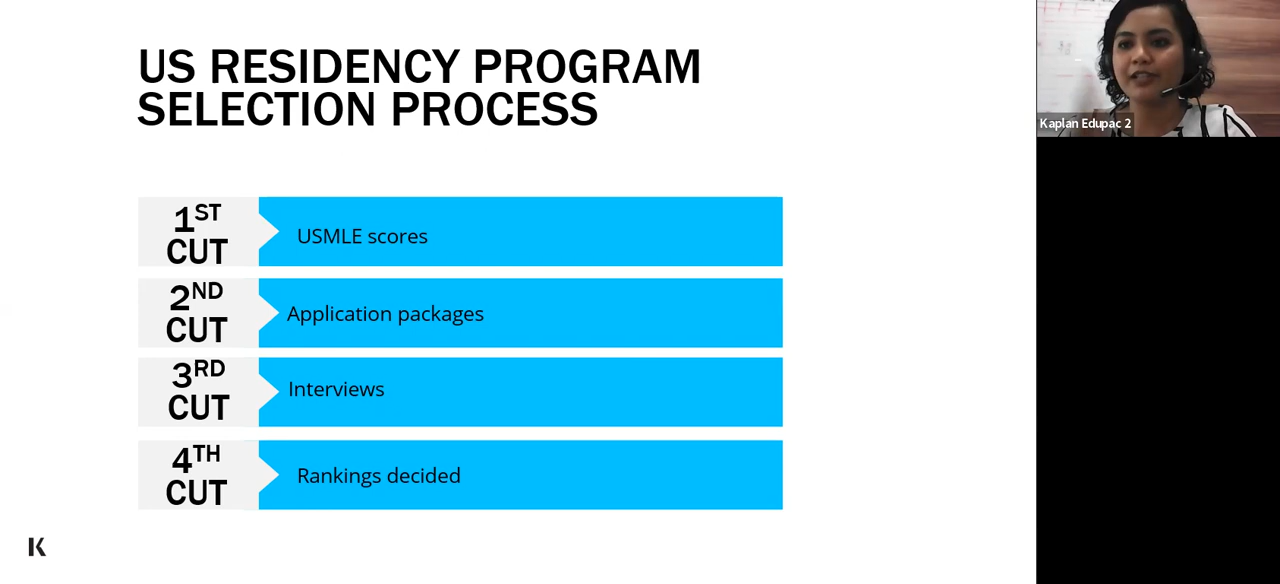 US RESIDENCY PROGRAM
SELECTION PROCESS
1ST
CUT
USMLE scores
2ND
CUT
Application packages
3RD
CUT
Interviews
4TH
CUT
Rankings decided
K
Kaplan Edupac 2